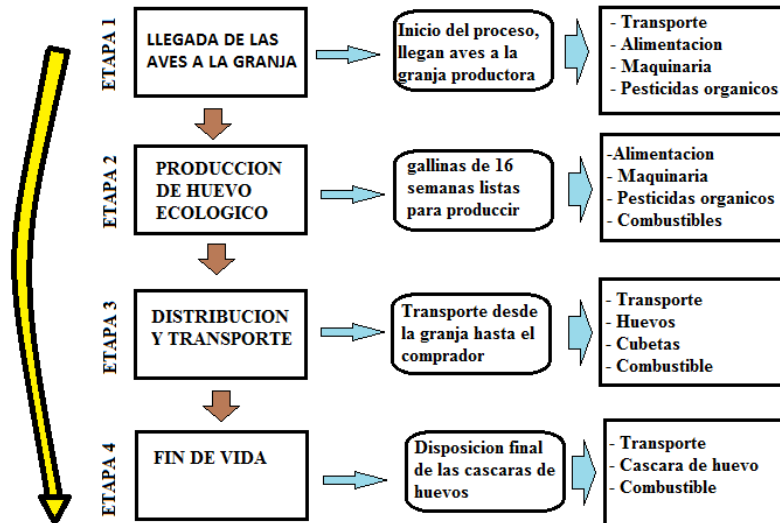 ETAPA 1
LLEGADA DE LAS
AVES A LA GRANJA
Inicio del proceso,
llegan aves a la
granja productora
- Transporte
- Alimentacion
- Maquinaria
- Pesticidas organicos
ETAPA 2
PRODUCCION
DE HUEVO
ECOLOGICO
gallinas de 16
semanas listas
para produccir
-Alimentacion
- Maquinaria
- Pesticidas organicos
- Combustibles
ETAPA 3
DISTRIBUCION
Y TRANSPORTE
Transporte desde
la granja hasta el
comprador
- Transporte
- Huevos
- Cubetas
- Combustible
ETAPA 4
FIN DE VIDA
Disposicion final
de las cascaras de
huevos
- Transporte
- Cascara de huevo
- Combustible